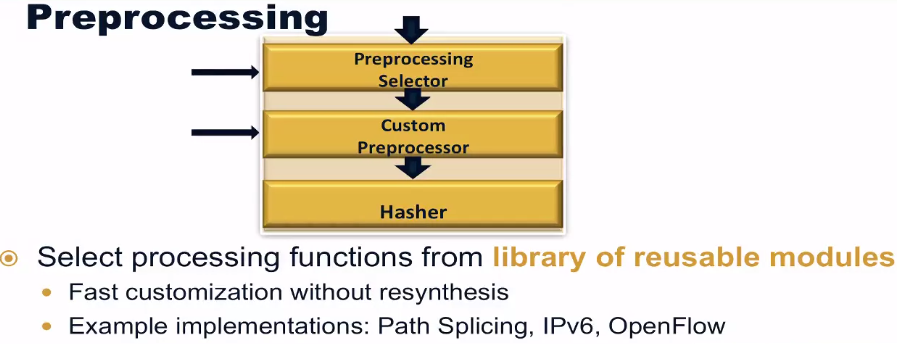 Preprocessing
Preprocessing
Selector
Custom
Preprocessor
Hasher
Select processing functions from library of reusable modules
Fast customization without resynthesis
Example implementations: Path Splicing, IPv6, OpenFlow